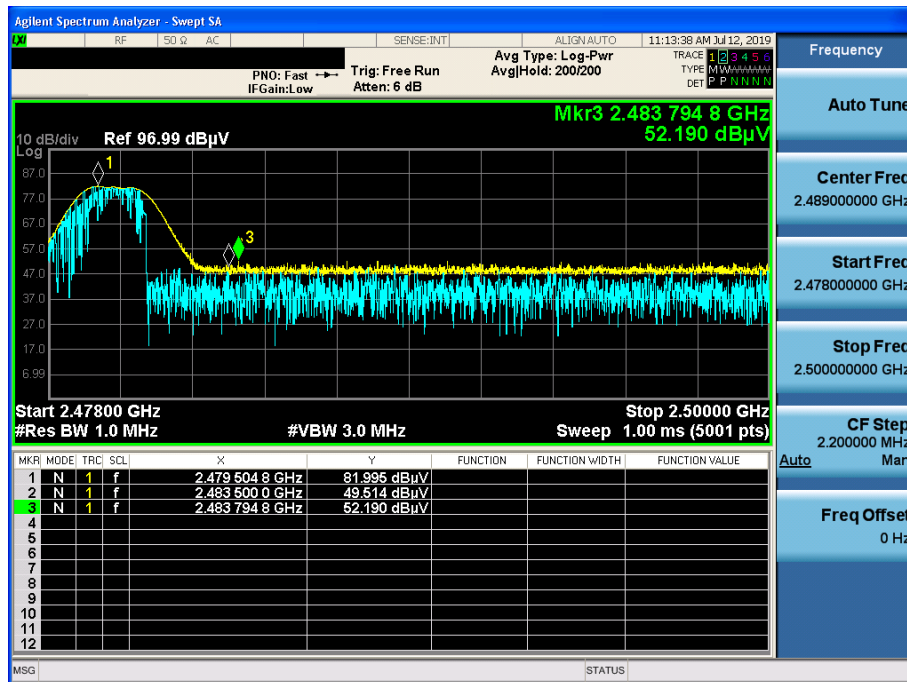 Agilent Spectrum Analyzer - Swept SA
LXI RF 50 Ω AC SENSE:INT ALIGN AUTO 11:13:38 AM Jul 12, 2019
PNO: Fast Trig: Free Run Avg Type: Log-Pwr TRACE 1 2 3 4 5 6
IFGain:Low Atten: 6 dB Avg|Hold: 200/200 TYPE M W W W W W
DET P P N N N N
Frequency
Auto Tune
Mkr3 2.483 794 8 GHz
52.190 dBµV
10 dB/div Ref 96.99 dBµV
Log
87.0
77.0
67.0
57.0
47.0
37.0
27.0
17.0
6.99
1
3
Start 2.47800 GHz Stop 2.50000 GHz
#Res BW 1.0 MHz #VBW 3.0 MHz Sweep 1.00 ms (5001 pts)
Center Freq
2.489000000 GHz
Start Freq
2.478000000 GHz
Stop Freq
2.500000000 GHz
CF Step
2.200000 MHz
Auto Man
Freq Offset
0 Hz
MKR MODE TRC SCL X Y FUNCTION FUNCTION WIDTH FUNCTION VALUE
1 N 1 f 2.479 504 8 GHz 81.995 dBµV
2 N 1 f 2.483 500 0 GHz 49.514 dBµV
3 N 1 f 2.483 794 8 GHz 52.190 dBµV
4
5
6
7
8
9
10
11
12
MSG STATUS